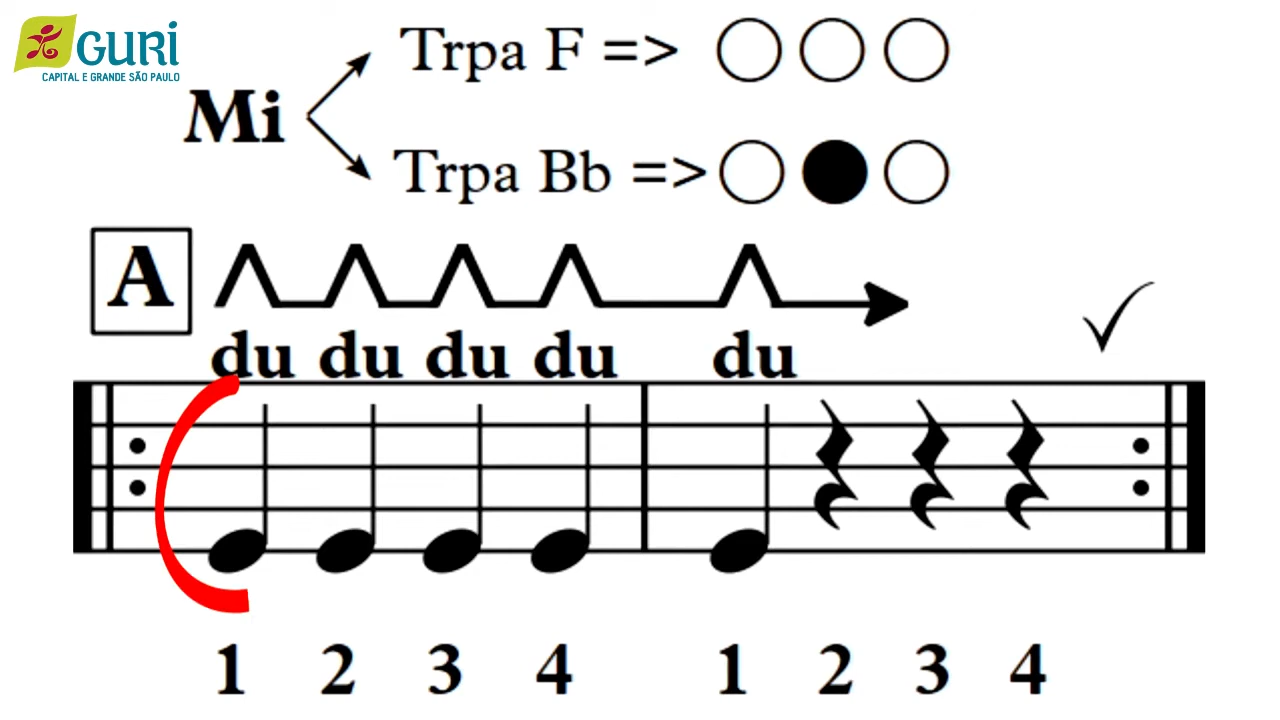 GURI
CAPITAL E GRANDE SÃO PAULO
Trpa F =>
Mi
Trpa Bb =>
A
du du du du du
1 2 3 4 1 2 3 4